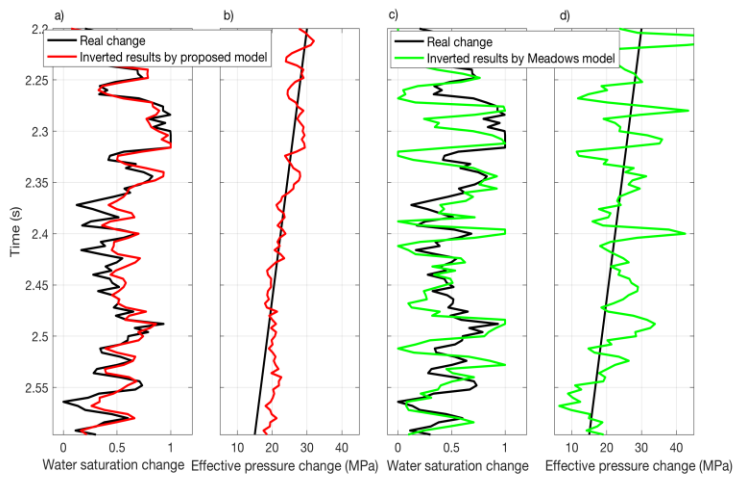 a)
b)
c)
d)
Real change
Inverted results by proposed model
Real change
Inverted results by Meadows model
2.2
2.25
2.3
2.35
2.4
2.45
2.5
2.55
Time (s)
0 0.5 1
10 20 30 40
0 0.5 1
10 20 30 40
Water saturation change
Effective pressure change (MPa)
Water saturation change
Effective pressure change (MPa)